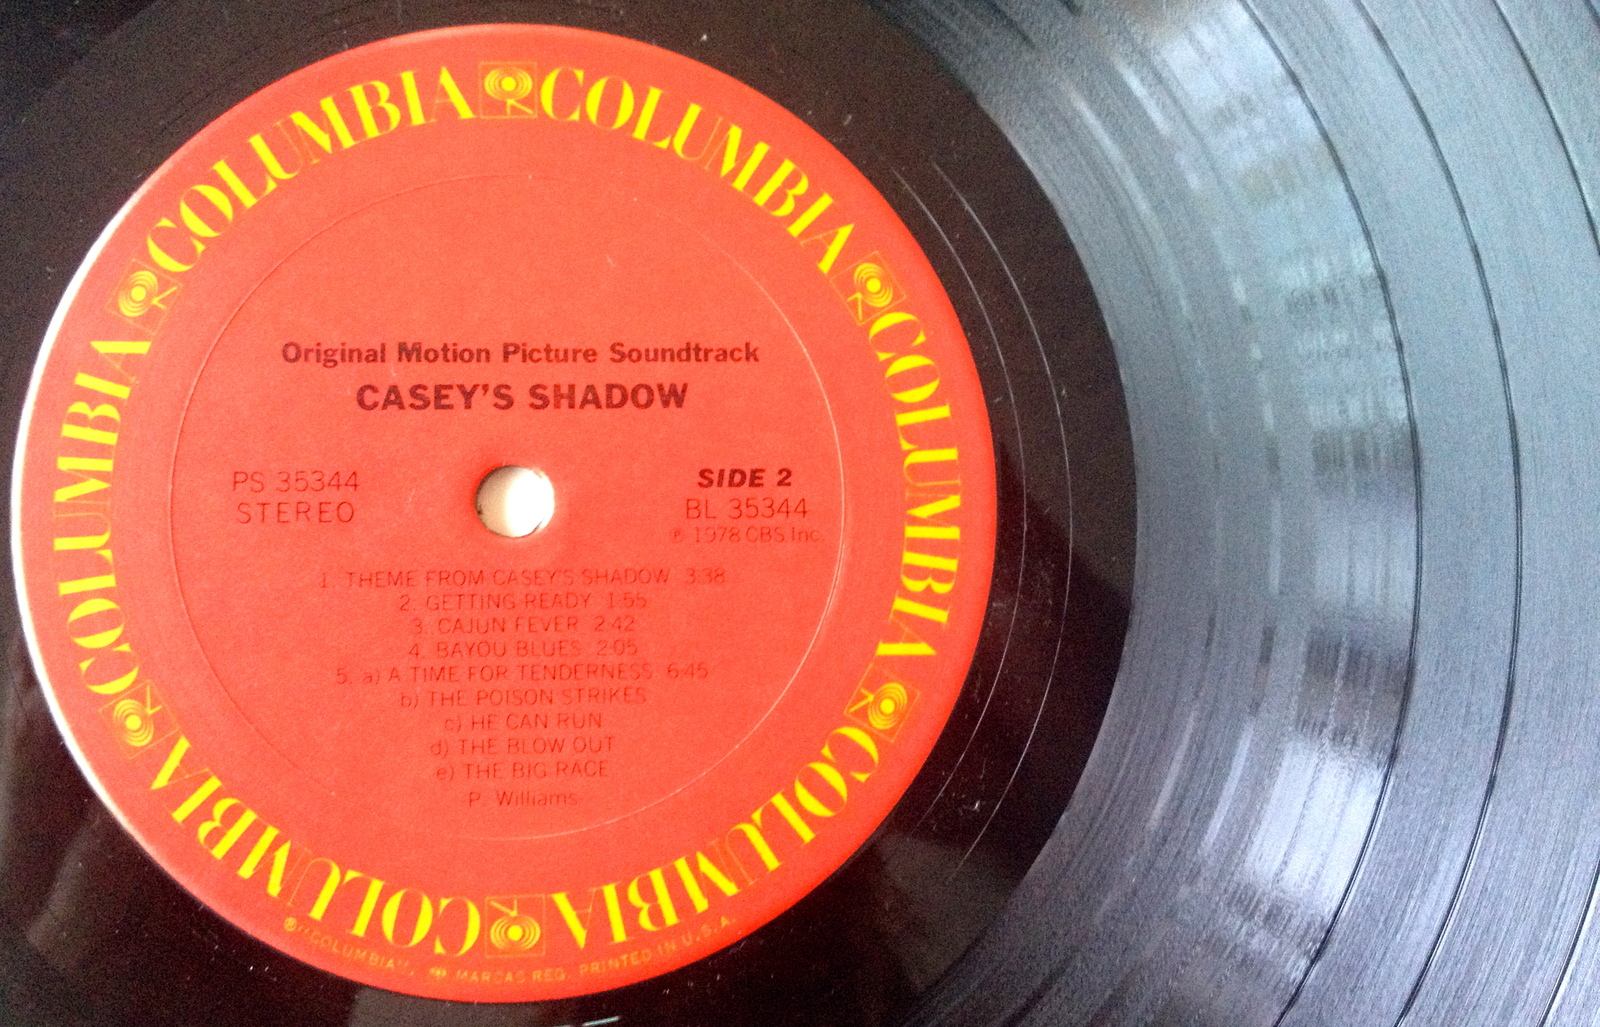 COLUMBIA COLUMBIA COLUMBIA COLUMBIA COLUMBIA COLUMBIA
Original Motion Picture Soundtrack
CASEY'S SHADOW
PS 35344
STEREO
SIDE 2
BL 35344
℗ 1978 CBS Inc.
1. THEME FROM CASEY'S SHADOW 3:38
2. GETTING READY 1:55
3. CAJUN FEVER 2:42
4. BAYOU BLUES 2:05
5. a) A TIME FOR TENDERNESS 6:45
b) THE POISON STRIKES
c) HE CAN RUN
d) THE BLOW OUT
e) THE BIG RACE
P. Williams
® "COLUMBIA", MARCAS REG. PRINTED IN U.S.A.